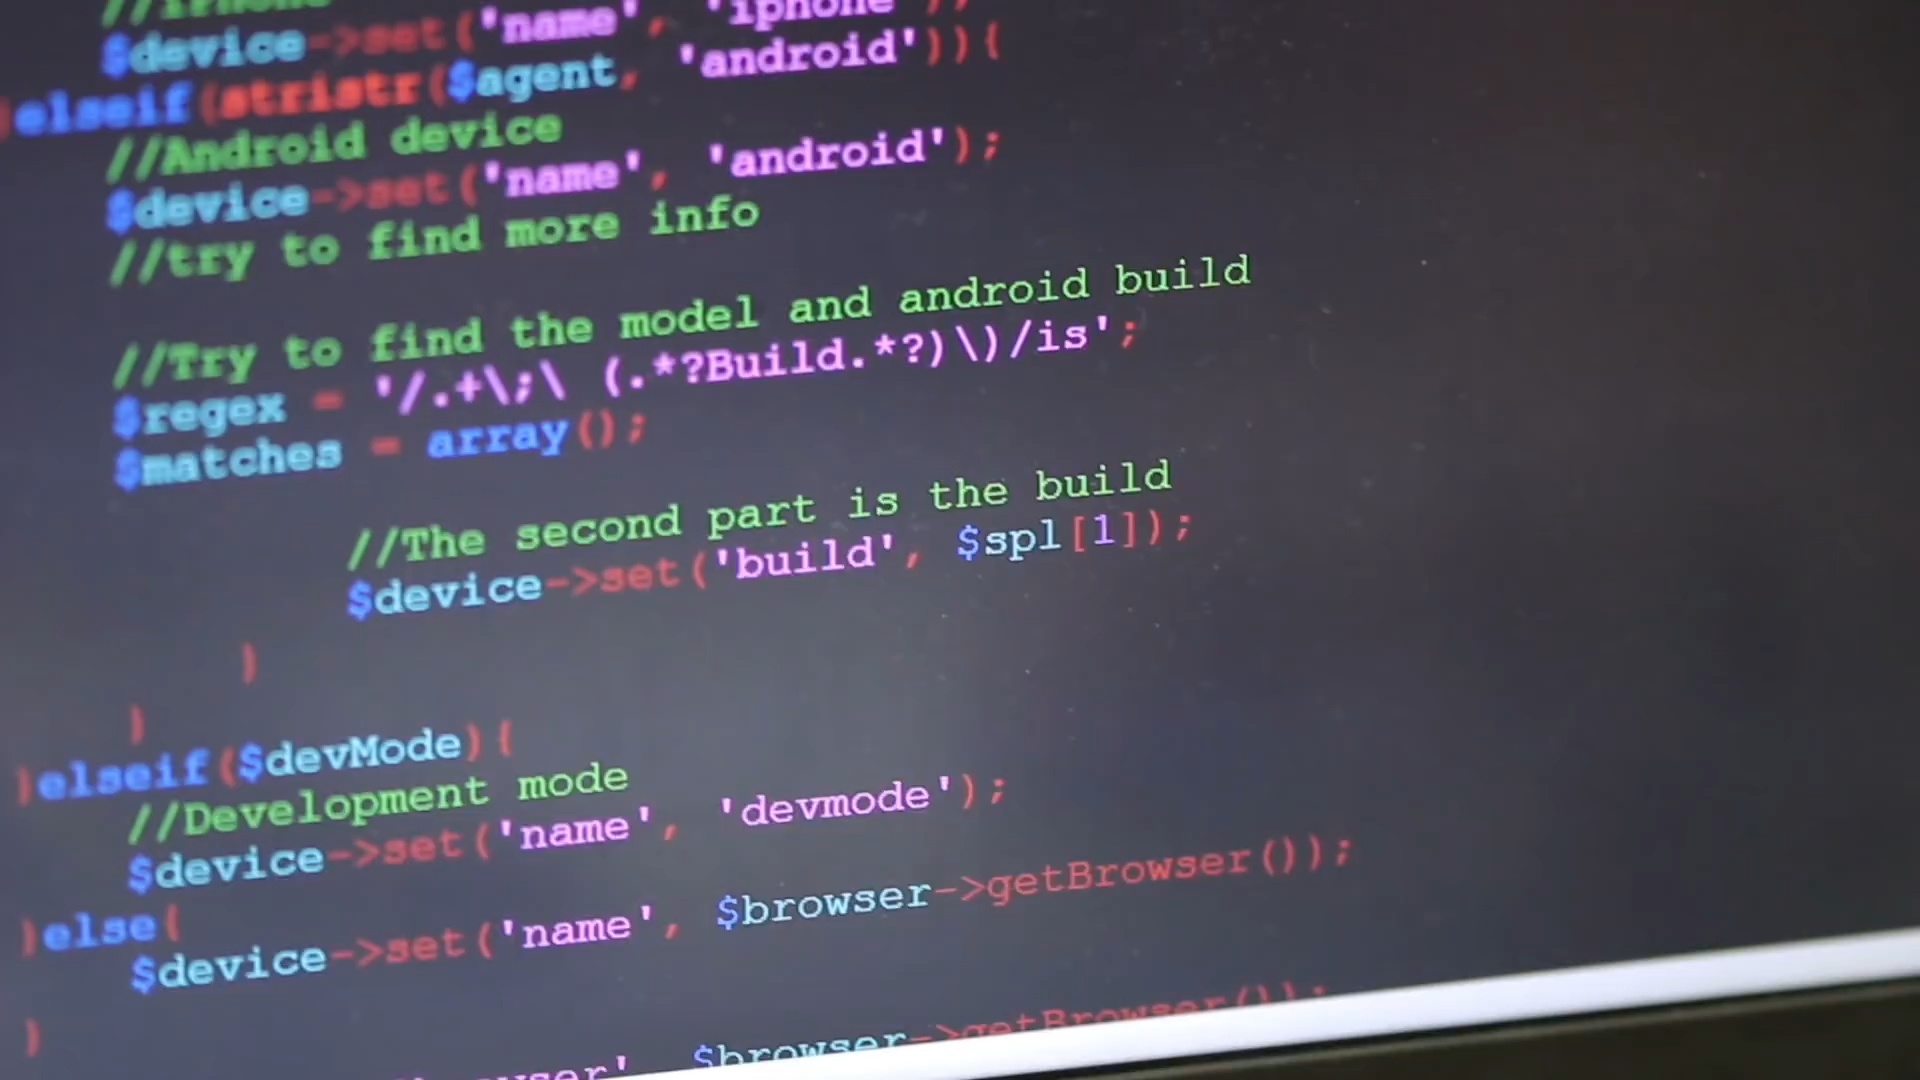 //iPhone
$device->set('name', 'iphone');
}elseif(stristr($agent, 'android')){
//Android device
$device->set('name', 'android');
//try to find more info
//Try to find the model and android build
$regex = '/.+\;\ (.*?Build.*?)\)/is';
$matches = array();
//The second part is the build
$device->set('build', $spl[1]);
}
}
}elseif($devMode){
//Development mode
$device->set('name', 'devmode');
}else{
$device->set('name', $browser->getBrowser());
}
$browser->getBrowser());